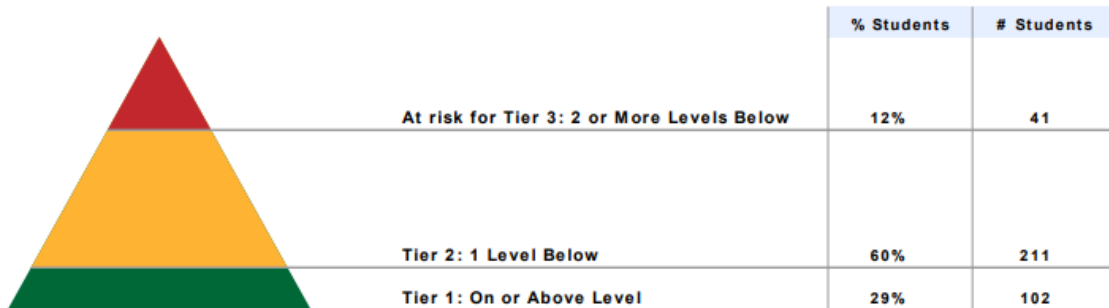 % Students # Students
At risk for Tier 3: 2 or More Levels Below 12% 41
Tier 2: 1 Level Below 60% 211
Tier 1: On or Above Level 29% 102